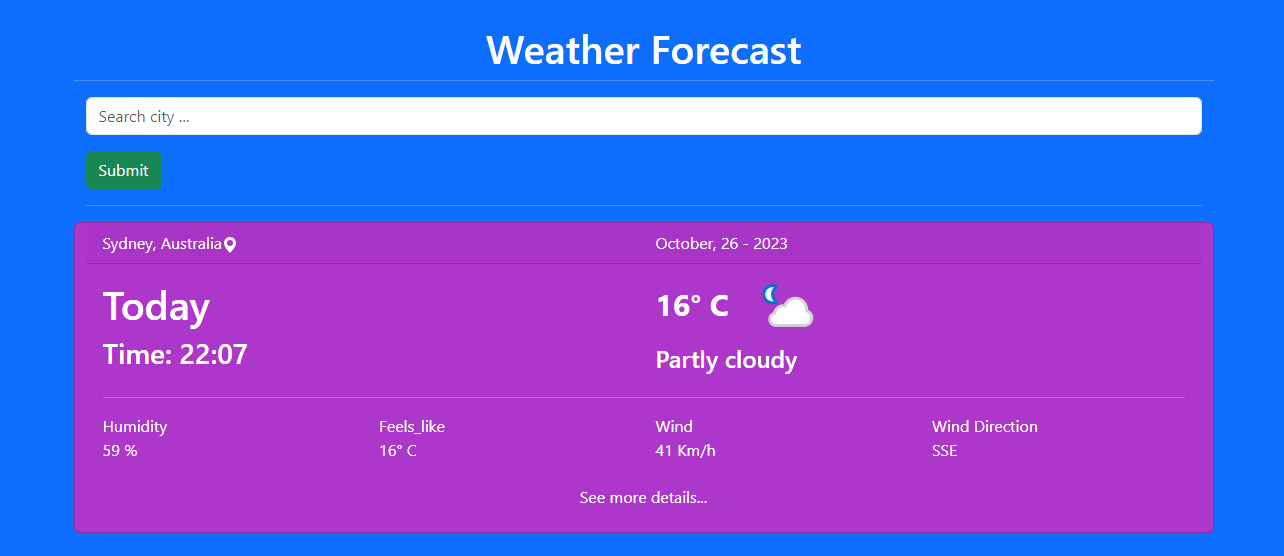 Weather Forecast
Search city ...
Submit
Sydney, Australia
October, 26 - 2023
Today
Time: 22:07
16° C
Partly cloudy
Humidity
59 %
Feels_like
16° C
Wind
41 Km/h
Wind Direction
SSE
See more details...